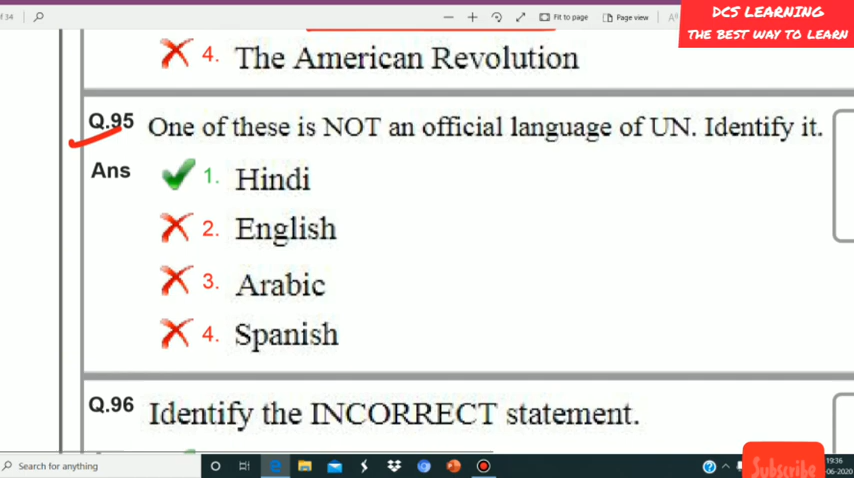 f 34
Fit to page
Page view
DCS LEARNING
THE BEST WAY TO LEARN
4. The American Revolution
Q.95 One of these is NOT an official language of UN. Identify it.
Ans 1. Hindi
2. English
3. Arabic
4. Spanish
Q.96 Identify the INCORRECT statement.
Search for anything
Subscribe
19:36
06-2020